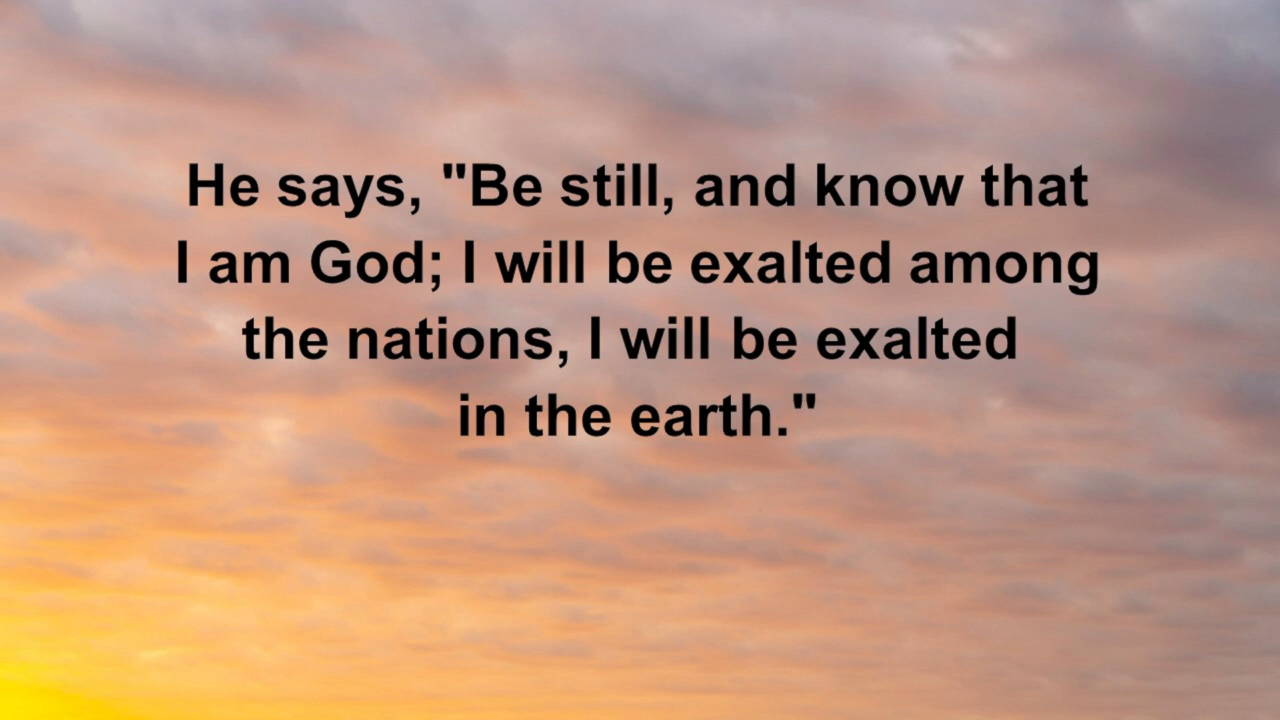 He says, "Be still, and know that
I am God; I will be exalted among
the nations, I will be exalted
in the earth."